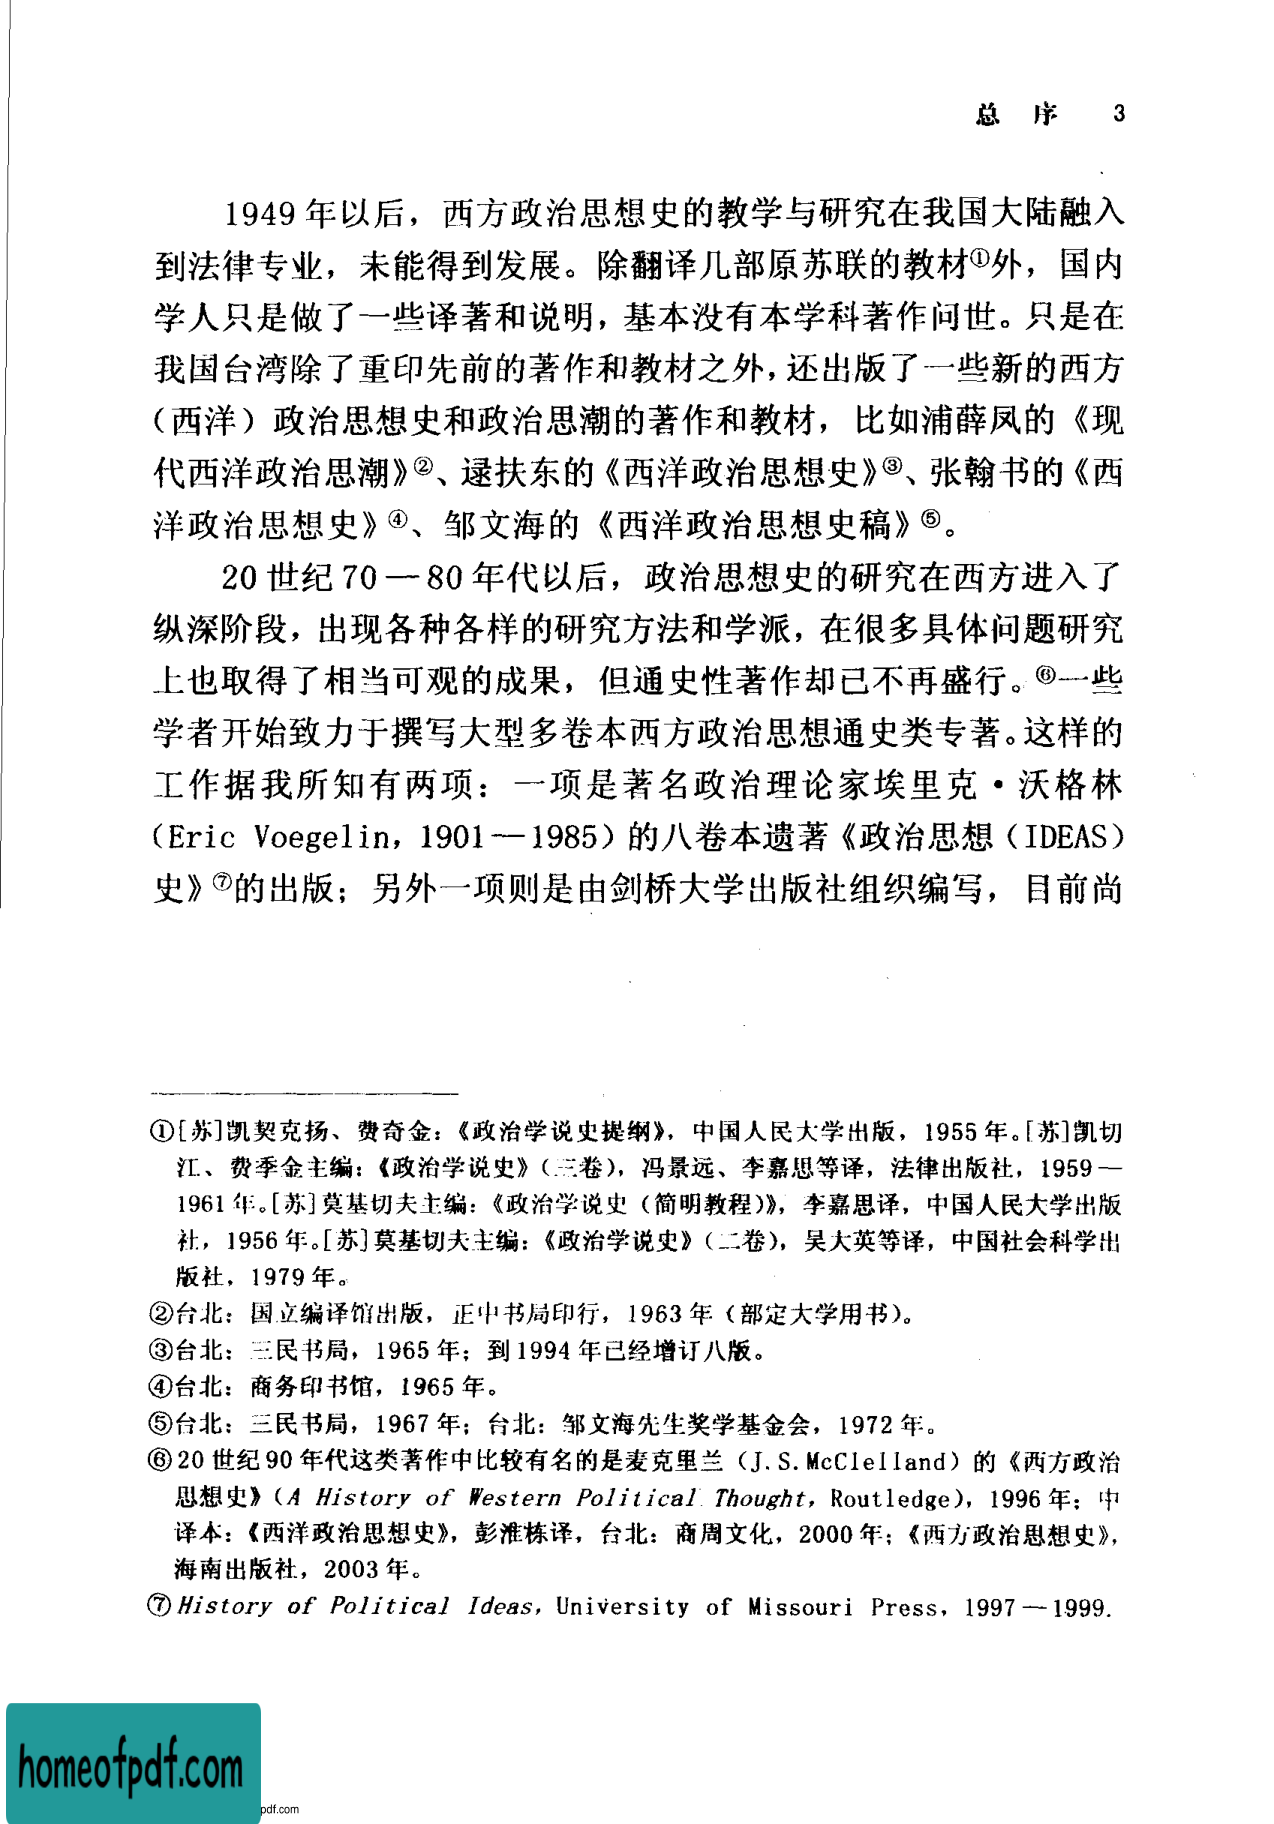 总 序 3
1949 年以后，西方政治思想史的教学与研究在我国大陆融入
到法律专业，未能得到发展。除翻译几部原苏联的教材①外，国内
学人只是做了一些译著和说明，基本没有本学科著作问世。只是在
我国台湾除了重印先前的著作和教材之外，还出版了一些新的西方
（西洋）政治思想史和政治思潮的著作和教材，比如浦薛凤的《现
代西洋政治思潮》②、逯扶东的《西洋政治思想史》③、张翰书的《西
洋政治思想史》④、邹文海的《西洋政治思想史稿》⑤。
20 世纪 70 — 80 年代以后，政治思想史的研究在西方进入了
纵深阶段，出现各种各样的研究方法和学派，在很多具体问题研究
上也取得了相当可观的成果，但通史性著作却已不再盛行。⑥一些
学者开始致力于撰写大型多卷本西方政治思想通史类专著。这样的
工作据我所知有两项：一项是著名政治理论家埃里克·沃格林
（Eric Voegelin，1901—1985）的八卷本遗著《政治思想（IDEAS）
史》⑦的出版；另外一项则是由剑桥大学出版社组织编写，目前尚
①[苏]凯契克扬、费奇金：《政治学说史提纲》，中国人民大学出版，1955 年。[苏]凯切
江、费季金主编：《政治学说史》（三卷），冯景远、李嘉思等译，法律出版社，1959 —
1961 年。[苏]莫基切夫主编：《政治学说史（简明教程）》，李嘉思译，中国人民大学出版
社，1956 年。[苏]莫基切夫主编：《政治学说史》（二卷），吴大英等译，中国社会科学出
版社，1979 年。
②台北：国立编译馆出版，正中书局印行，1963 年（部定大学用书）。
③台北：三民书局，1965 年；到 1994 年已经增订八版。
④台北：商务印书馆，1965 年。
⑤台北：三民书局，1967 年；台北：邹文海先生奖学基金会，1972 年。
⑥20 世纪 90 年代这类著作中比较有名的是麦克里兰（J.S.McClelland）的《西方政治
思想史》（A History of Western Political Thought，Routledge），1996 年；中
译本：《西洋政治思想史》，彭淮栋译，台北：商周文化，2000 年；《西方政治思想史》，
海南出版社，2003 年。
⑦History of Political Ideas，University of Missouri Press，1997 — 1999.
homeofpdf.com
pdf.com